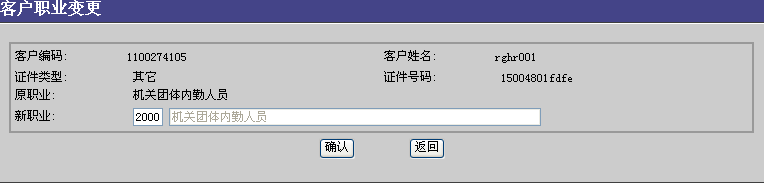 客户职业变更
客户编码: 1100274105 客户姓名: rghr001
证件类型: 其它 证件号码: 15004801fdfe
原职业: 机关团体内勤人员
新职业: 2000 机关团体内勤人员
确认 返回